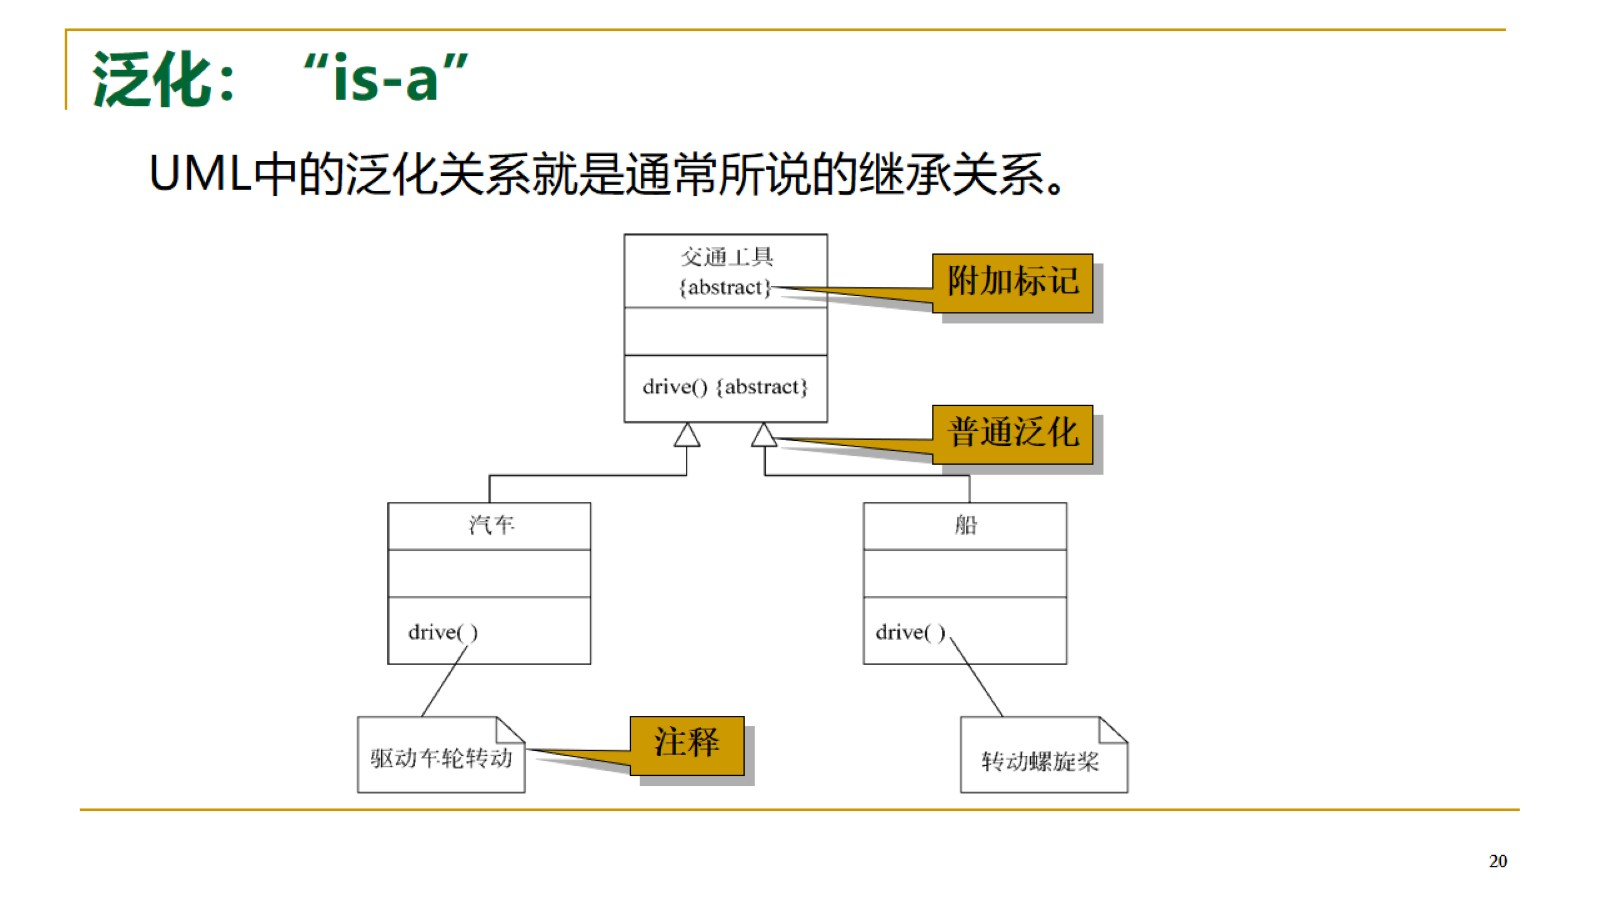 泛化： “is-a”
UML中的泛化关系就是通常所说的继承关系。
交通工具
{abstract}
附加标记
drive() {abstract}
普通泛化
汽车
船
drive( )
drive( )
驱动车轮转动
注释
转动螺旋桨
20